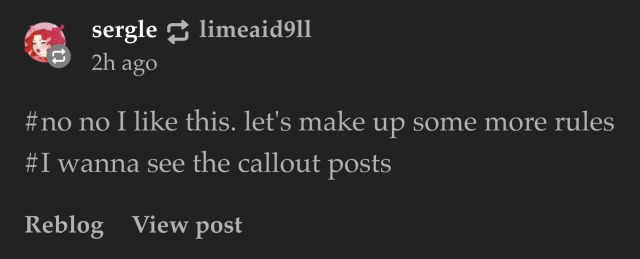 sergle limeaid9ll
2h ago
#no no I like this. let's make up some more rules
#I wanna see the callout posts
Reblog View post